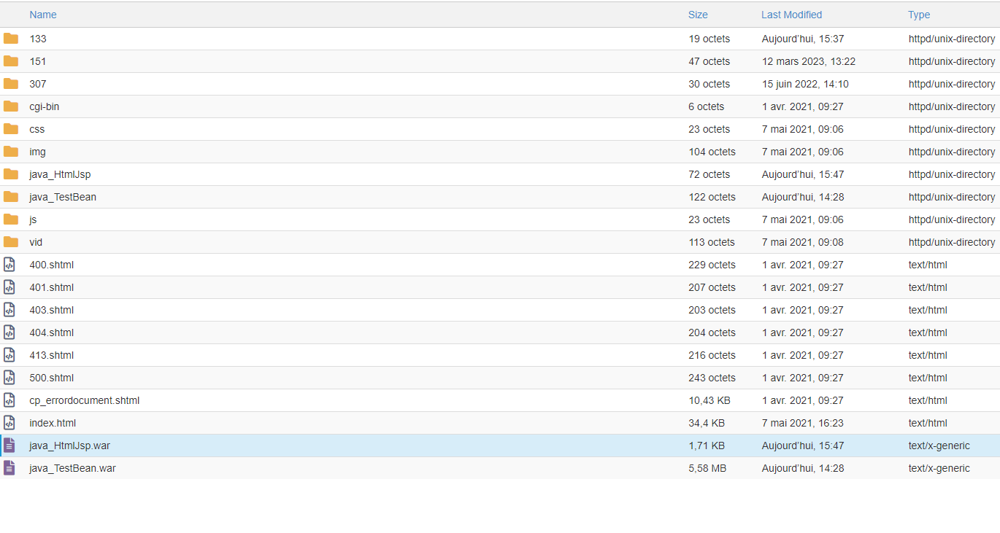 Name Size Last Modified Type
133 19 octets Aujourd’hui, 15:37 httpd/unix-directory
151 47 octets 12 mars 2023, 13:22 httpd/unix-directory
307 30 octets 15 juin 2022, 14:10 httpd/unix-directory
cgi-bin 6 octets 1 avr. 2021, 09:27 httpd/unix-directory
css 23 octets 7 mai 2021, 09:06 httpd/unix-directory
img 104 octets 7 mai 2021, 09:06 httpd/unix-directory
java_HtmlJsp 72 octets Aujourd’hui, 15:47 httpd/unix-directory
java_TestBean 122 octets Aujourd’hui, 14:28 httpd/unix-directory
js 23 octets 7 mai 2021, 09:06 httpd/unix-directory
vid 113 octets 7 mai 2021, 09:08 httpd/unix-directory
400.shtml 229 octets 1 avr. 2021, 09:27 text/html
401.shtml 207 octets 1 avr. 2021, 09:27 text/html
403.shtml 203 octets 1 avr. 2021, 09:27 text/html
404.shtml 204 octets 1 avr. 2021, 09:27 text/html
413.shtml 216 octets 1 avr. 2021, 09:27 text/html
500.shtml 243 octets 1 avr. 2021, 09:27 text/html
cp_errordocument.shtml 10,43 KB 1 avr. 2021, 09:27 text/html
index.html 34,4 KB 7 mai 2021, 16:23 text/html
java_HtmlJsp.war 1,71 KB Aujourd’hui, 15:47 text/x-generic
java_TestBean.war 5,58 MB Aujourd’hui, 14:28 text/x-generic